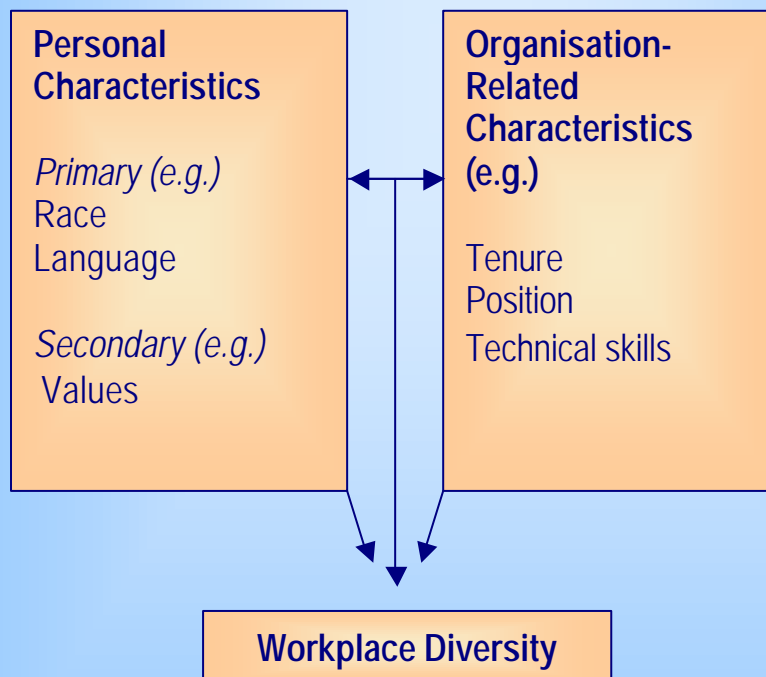 Personal
Characteristics
Primary (e.g.)
Race
Language
Secondary (e.g.)
Values
Organisation-
Related
Characteristics
(e.g.)
Tenure
Position
Technical skills
Workplace Diversity